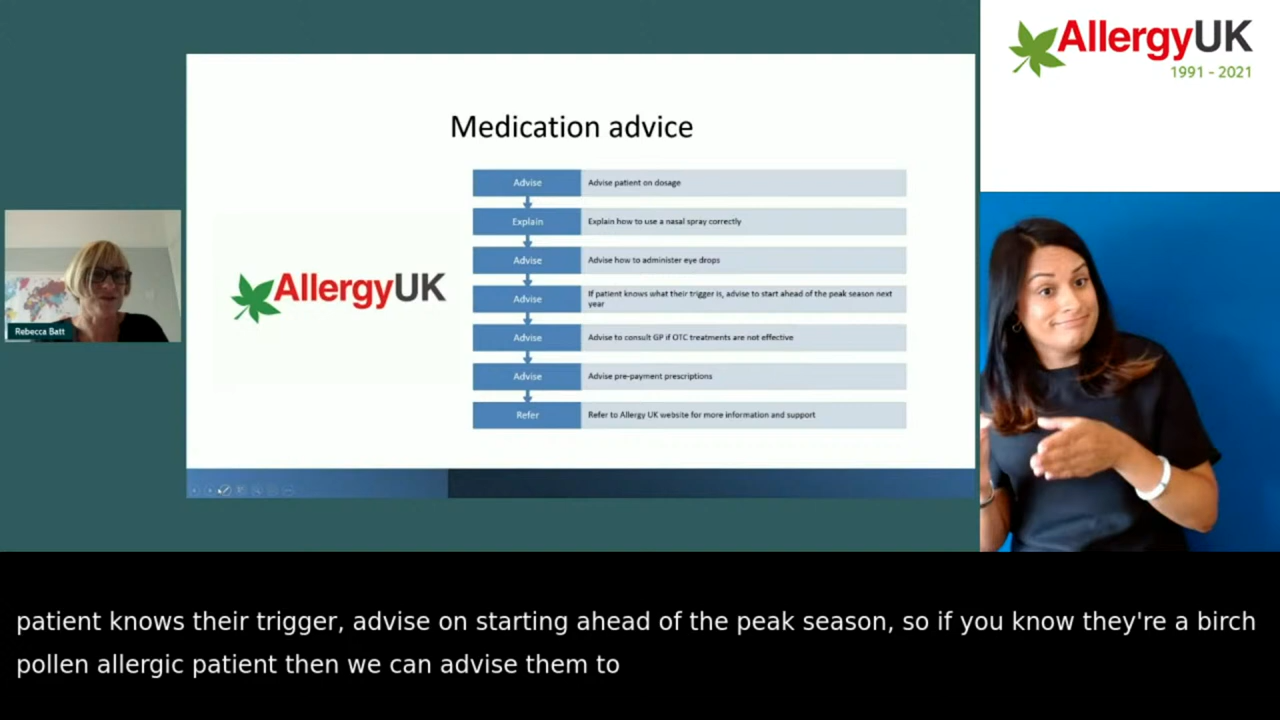 AllergyUK
1991 - 2021
Medication advice
Advise
Advise patient on dosage
Explain
Explain how to use a nasal spray correctly
Advise
Advise how to administer eye drops
Advise
If patient knows what their trigger is, advise to start ahead of the peak season next
year
Advise
Advise to consult GP if OTC treatments are not effective
Advise
Advise pre-payment prescriptions
Refer
Refer to Allergy UK website for more information and support
AllergyUK
Rebecca Batt
patient knows their trigger, advise on starting ahead of the peak season, so if you know they're a birch
pollen allergic patient then we can advise them to